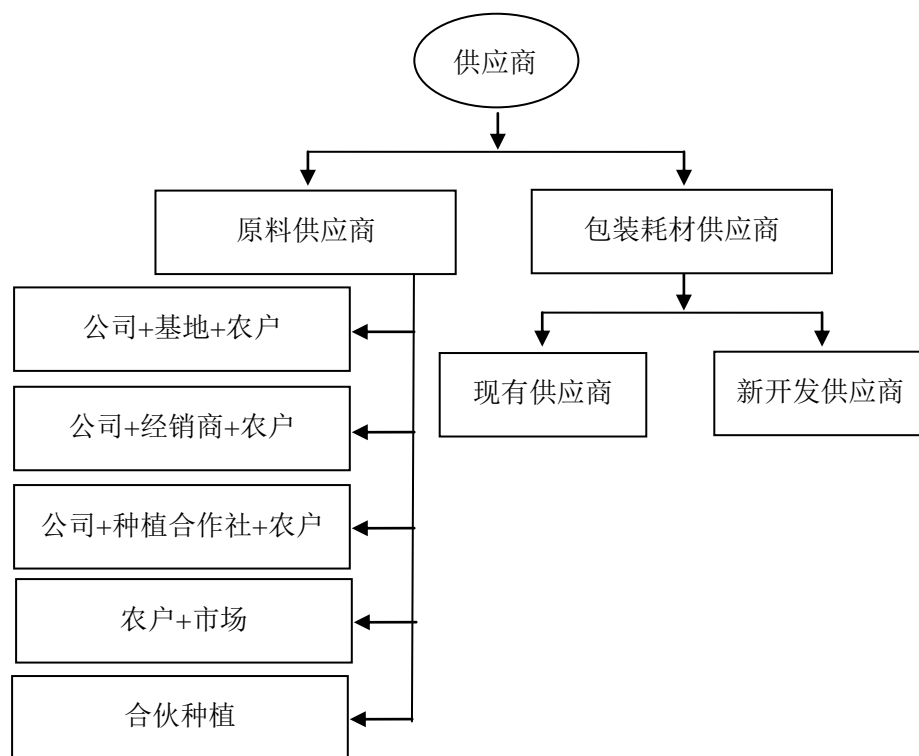 供应商
原料供应商
包装耗材供应商
公司+基地+农户
公司+经销商+农户
公司+种植合作社+农户
农户+市场
合伙种植
现有供应商
新开发供应商